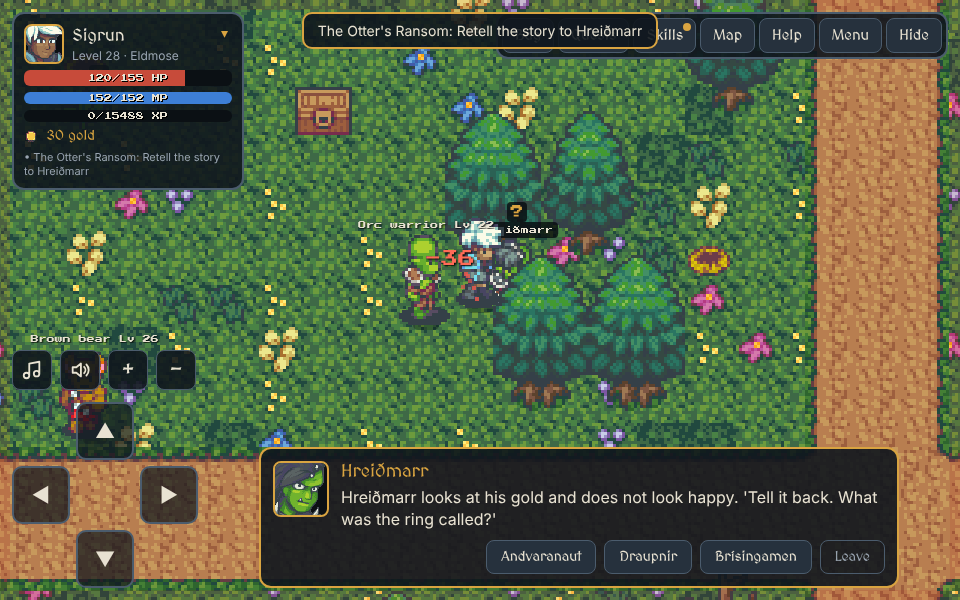 Sigrun
Level 28 · Eldmose
120/155 HP
152/152 MP
0/15488 XP
30 gold
• The Otter's Ransom: Retell the story
to Hreiðmarr
The Otter's Ransom: Retell the story to Hreiðmarr
Map
Help
Menu
Hide
?
Orc warrior Lv 22
-36
Brown bear Lv 26
+
−
Hreiðmarr
Hreiðmarr looks at his gold and does not look happy. 'Tell it back. What
was the ring called?'
Andvaranaut
Draupnir
Brísingamen
Leave